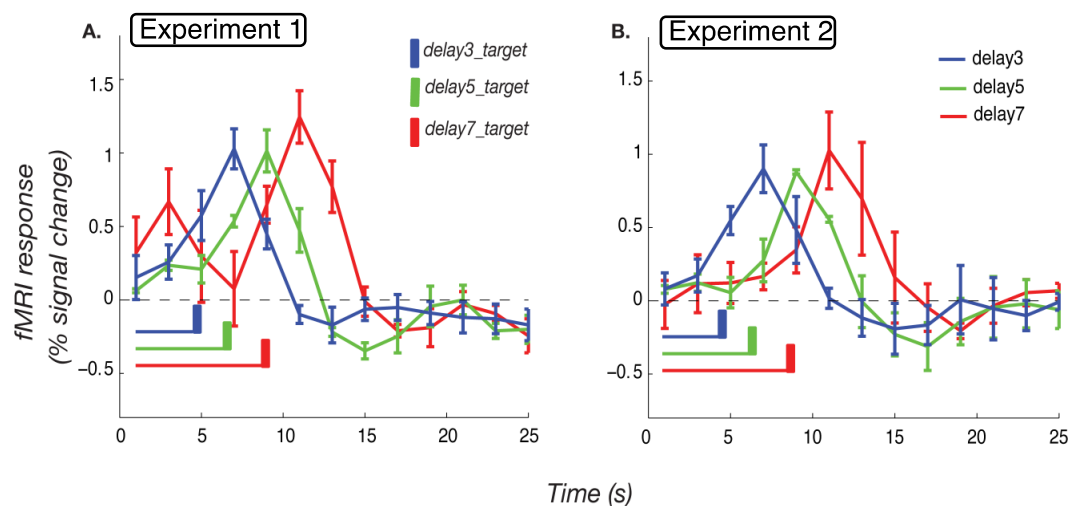 A. Experiment 1
delay3_target
delay5_target
delay7_target
1.5
1
0.5
0
−0.5
0 5 10 15 20 25
fMRI response
(% signal change)
B. Experiment 2
delay3
delay5
delay7
1.5
1
0.5
0
−0.5
0 5 10 15 20 25
Time (s)